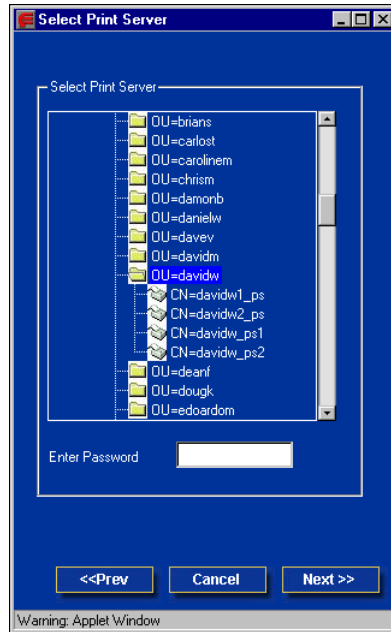 Select Print Server
Select Print Server
OU=brians
OU=carlost
OU=carolinem
OU=chrism
OU=damonb
OU=danielw
OU=davev
OU=davidm
OU=davidw
CN=davidw1_ps
CN=davidw2_ps
CN=davidw_ps1
CN=davidw_ps2
OU=deanf
OU=dougk
OU=edoardom
Enter Password
<<Prev Cancel Next >>
Warning: Applet Window